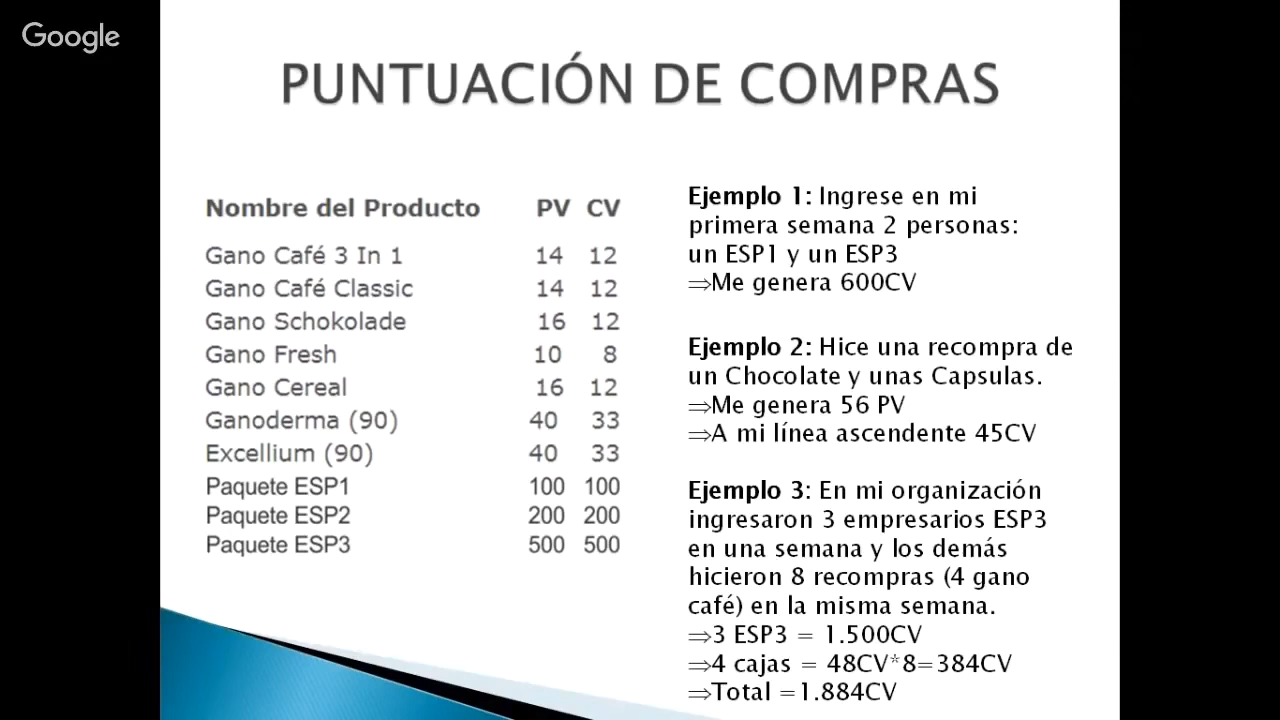 Google
PUNTUACIÓN DE COMPRAS
Nombre del Producto PV CV
Gano Café 3 In 1 14 12
Gano Café Classic 14 12
Gano Schokolade 16 12
Gano Fresh 10 8
Gano Cereal 16 12
Ganoderma (90) 40 33
Excellium (90) 40 33
Paquete ESP1 100 100
Paquete ESP2 200 200
Paquete ESP3 500 500
Ejemplo 1: Ingrese en mi
primera semana 2 personas:
un ESP1 y un ESP3
⇒Me genera 600CV
Ejemplo 2: Hice una recompra de
un Chocolate y unas Capsulas.
⇒Me genera 56 PV
⇒A mi línea ascendente 45CV
Ejemplo 3: En mi organización
ingresaron 3 empresarios ESP3
en una semana y los demás
hicieron 8 recompras (4 gano
café) en la misma semana.
⇒3 ESP3 = 1.500CV
⇒4 cajas = 48CV*8=384CV
⇒Total =1.884CV